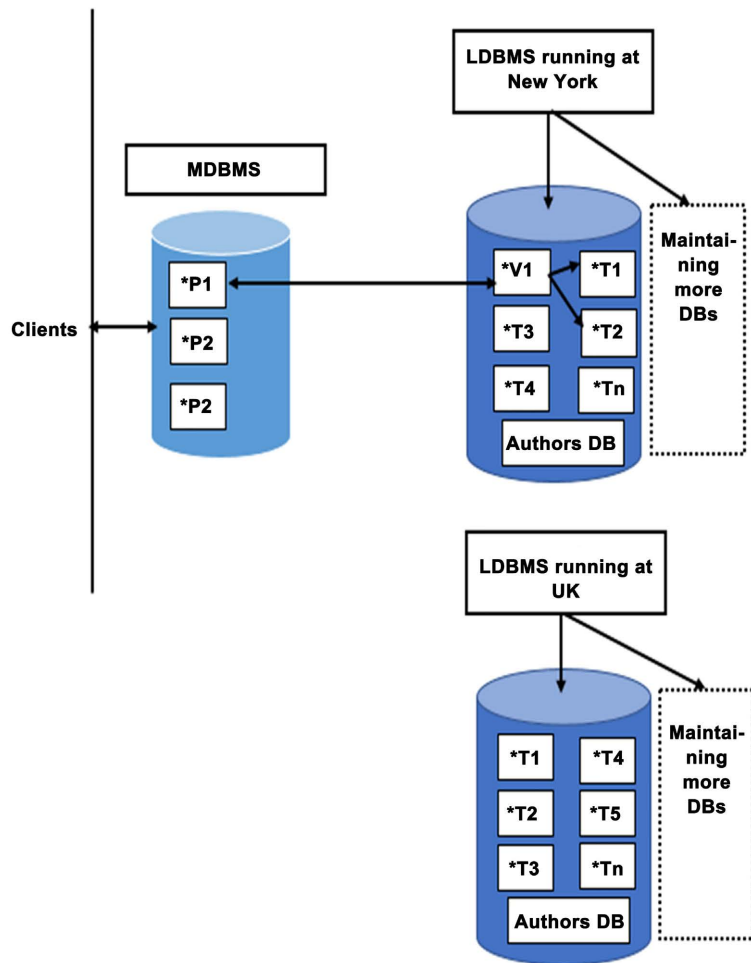 LDBMS running at
New York
MDBMS
Maintai-
ning
more
DBs
*V1
*T1
*P1
Clients
*P2
*T3
*T2
*P2
*T4
*Tn
Authors DB
LDBMS running at
UK
Maintai-
ning
more
DBs
*T1
*T4
*T2
*T5
*T3
*Tn
Authors DB